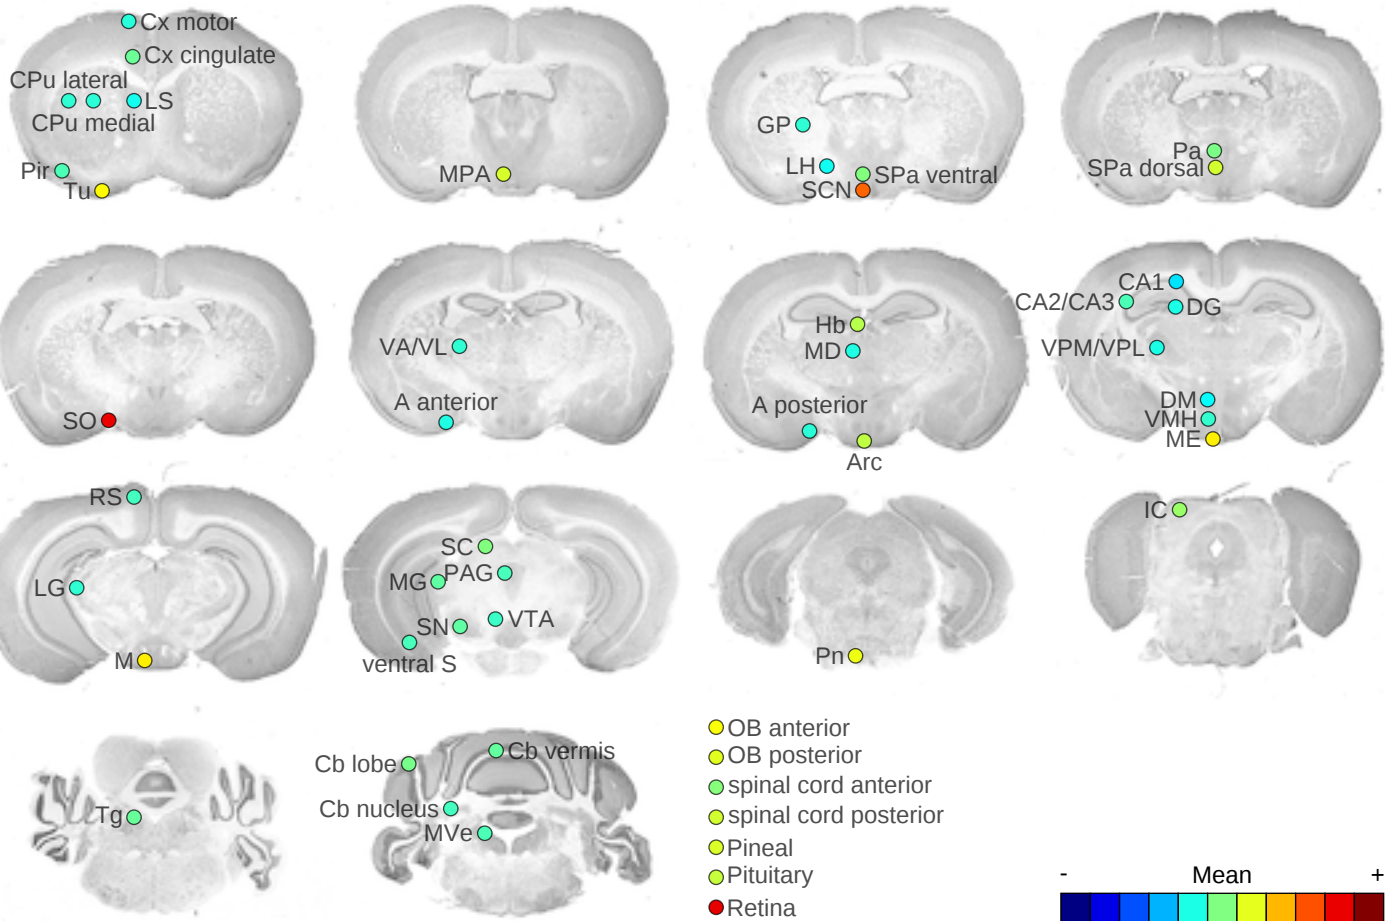 Cx motor
Cx cingulate
CPu lateral
LS
CPu medial
Pir
Tu
MPA
GP
LH
SPa ventral
SCN
Pa
SPa dorsal
SO
VA/VL
A anterior
Hb
MD
A posterior
Arc
CA1
CA2/CA3
DG
VPM/VPL
DM
VMH
ME
RS
LG
M
SC
MG
PAG
SN
VTA
ventral S
Pn
IC
Tg
Cb lobe
Cb vermis
Cb nucleus
MVe
OB anterior
OB posterior
spinal cord anterior
spinal cord posterior
Pineal
Pituitary
Retina
- Mean +